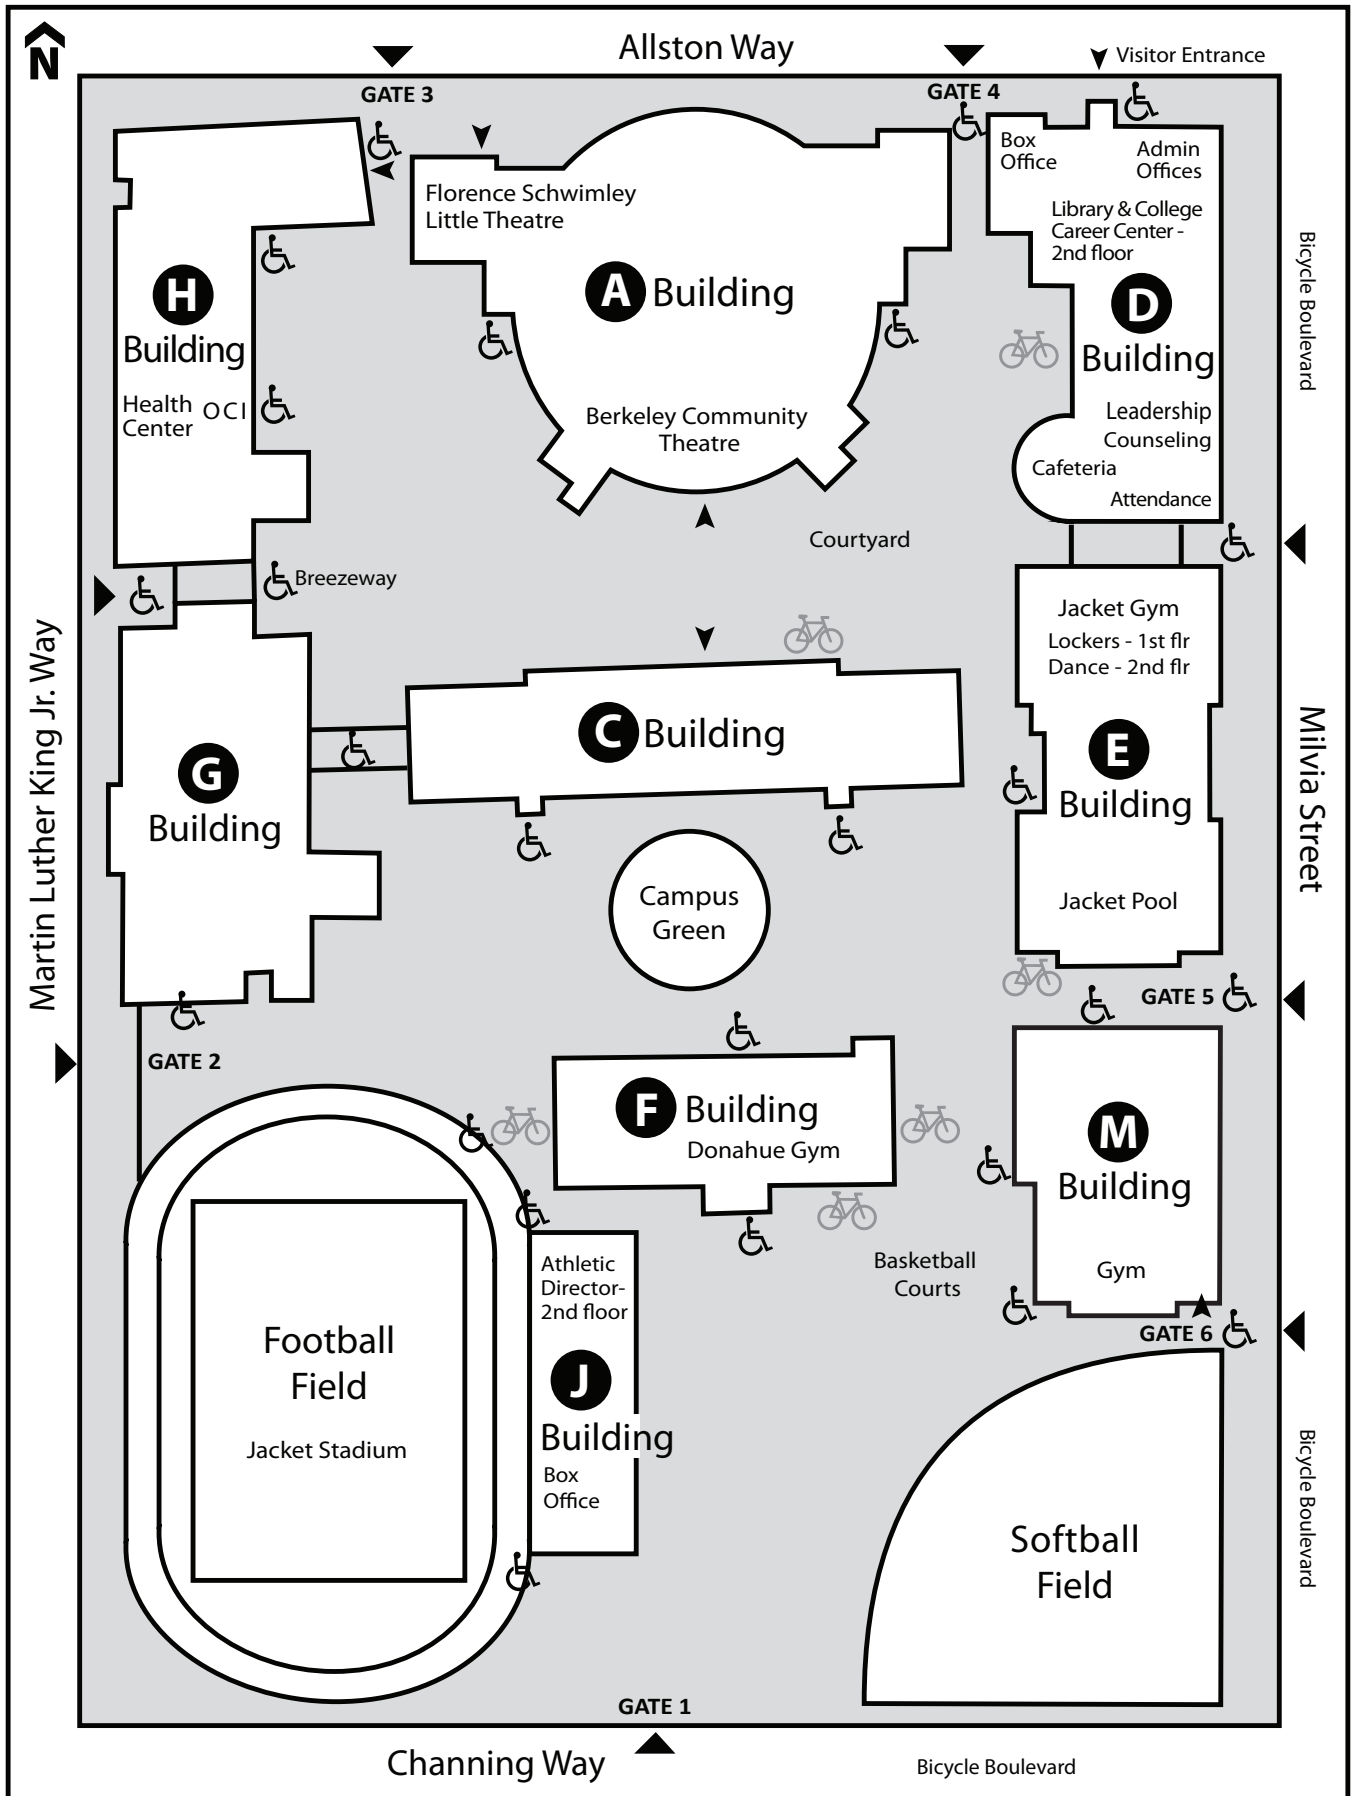 N
Allston Way
Visitor Entrance
GATE 3
GATE 4
Box
Office
Admin
Offices
Florence Schwimley
Little Theatre
Library & College
Career Center -
2nd floor
Bicycle Boulevard
H
Building
A Building
D
Building
Health
Center
OCI
Berkeley Community
Theatre
Leadership
Counseling
Cafeteria
Attendance
Courtyard
Breezeway
Jacket Gym
Lockers - 1st flr
Dance - 2nd flr
Martin Luther King Jr. Way
G
Building
C Building
E
Building
Milvia Street
Campus
Green
Jacket Pool
GATE 5
GATE 2
F Building
Donahue Gym
M
Building
Gym
Basketball
Courts
GATE 6
Athletic
Director-
2nd floor
Football
Field
Jacket Stadium
J
Building
Box
Office
Softball
Field
Bicycle Boulevard
GATE 1
Channing Way
Bicycle Boulevard